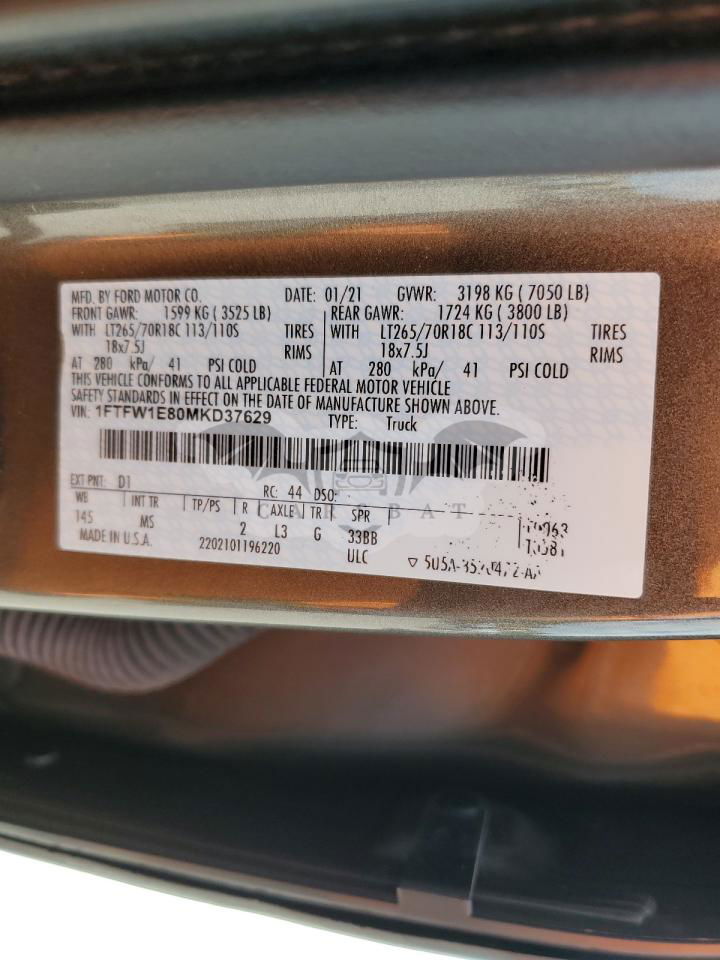 MFD. BY FORD MOTOR CO. DATE: 01/21 GVWR: 3198 KG ( 7050 LB)
FRONT GAWR: 1599 KG ( 3525 LB) REAR GAWR: 1724 KG ( 3800 LB)
WITH LT265/70R18C 113/110S TIRES WITH LT265/70R18C 113/110S TIRES
18x7.5J RIMS 18x7.5J RIMS
AT 280 kPa/ 41 PSI COLD AT 280 kPa/ 41 PSI COLD
THIS VEHICLE CONFORMS TO ALL APPLICABLE FEDERAL MOTOR VEHICLE
SAFETY STANDARDS IN EFFECT ON THE DATE OF MANUFACTURE SHOWN ABOVE.
VIN: 1FTFW1E80MKD37629 TYPE: Truck
EXT PNT: D1 RC: 44 DSO:
WB INT TR TP/PS R AXLE TR SPR
145 MS 2 L3 G 33BB
MADE IN U.S.A. 2202101196220 ULC
CAR BAT